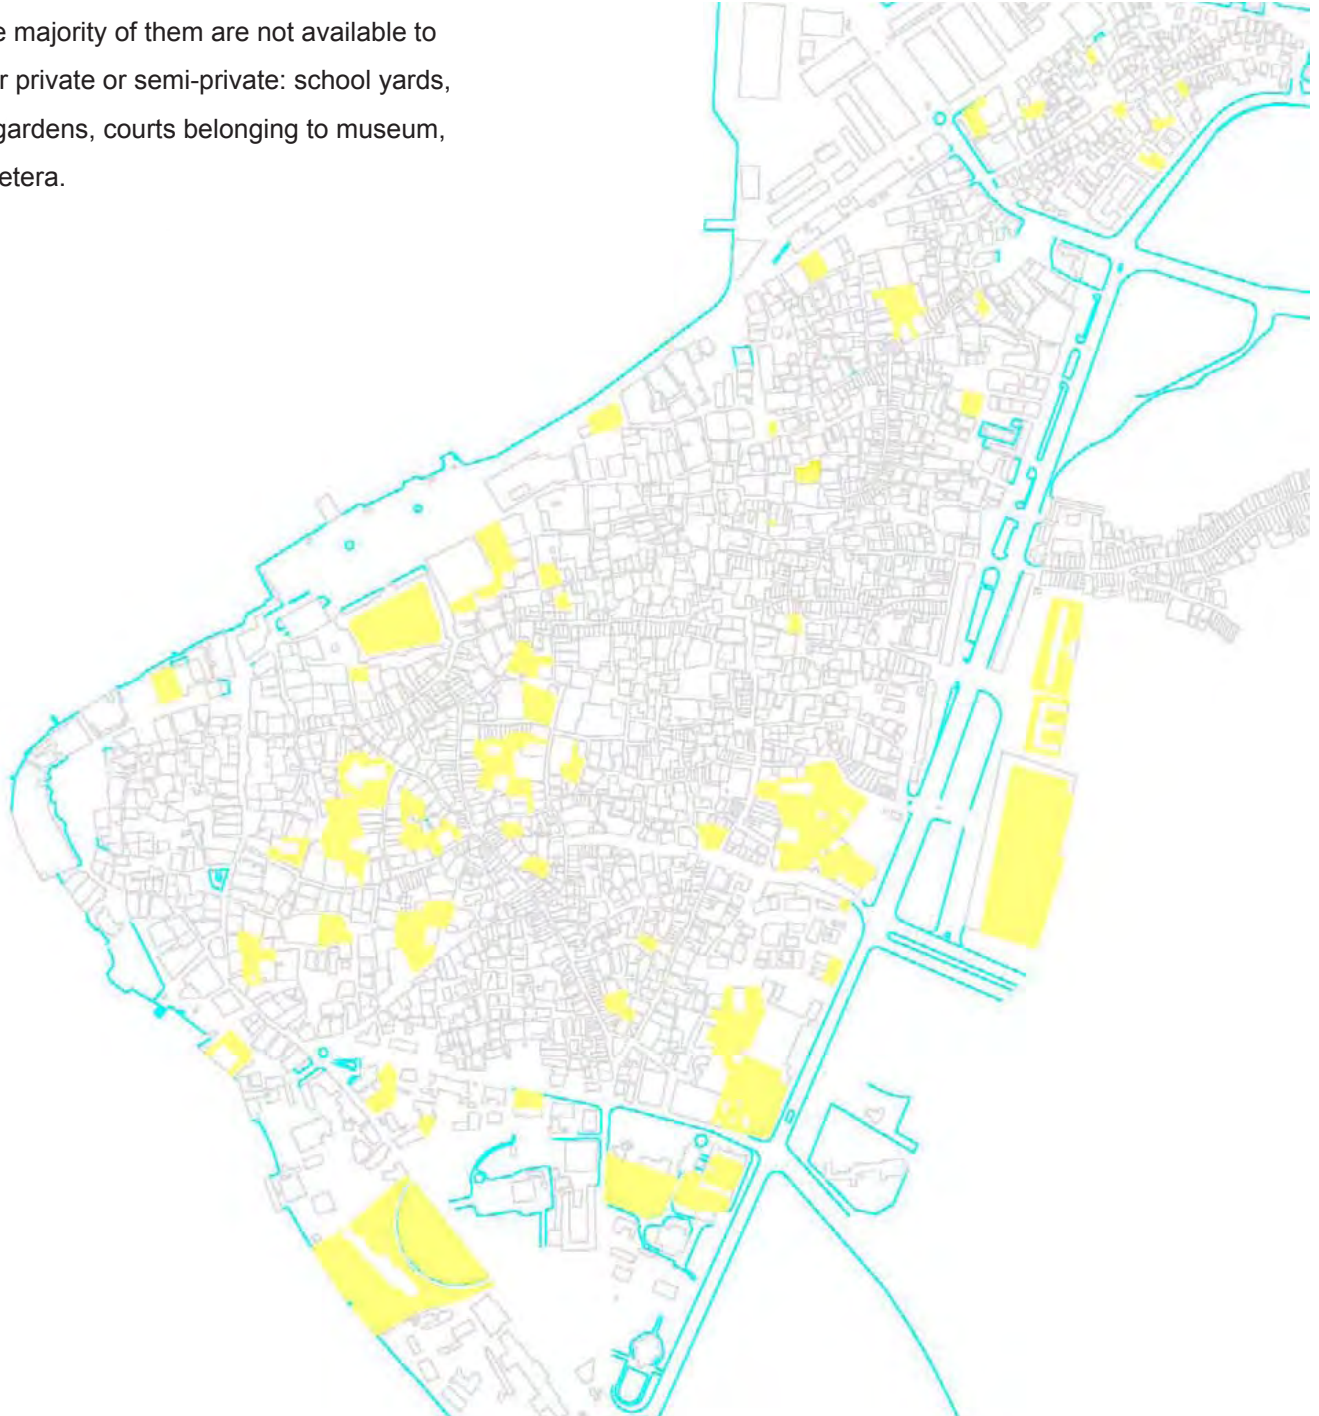 majority of them are not available to
private or semi-private: school yards,
gardens, courts belonging to museum,
etera.